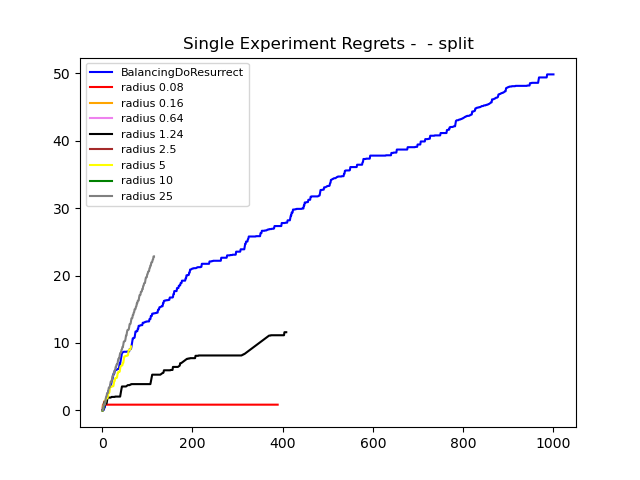 Single Experiment Regrets -  - split
BalancingDoResurrect
radius 0.08
radius 0.16
radius 0.64
radius 1.24
radius 2.5
radius 5
radius 10
radius 25
50
40
30
20
10
0
0 200 400 600 800 1000